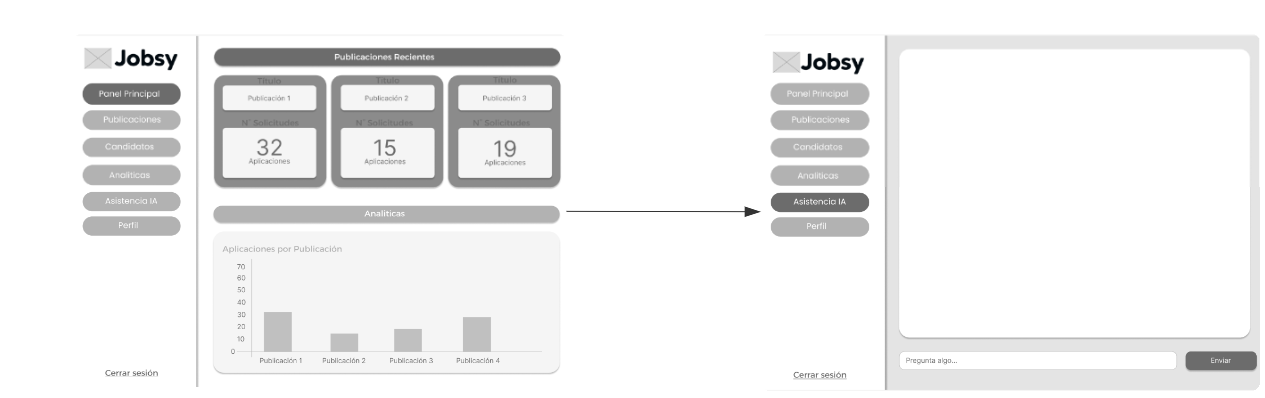 Jobsy
Panel Principal
Publicaciones
Candidatos
Analíticas
Asistencia IA
Perfil
Cerrar sesión
Publicaciones Recientes
Título
Publicación 1
N° Solicitudes
32
Aplicaciones
Título
Publicación 2
N° Solicitudes
15
Aplicaciones
Título
Publicación 3
N° Solicitudes
19
Aplicaciones
Analíticas
Aplicaciones por Publicación
70
60
50
40
30
20
10
0
Publicación 1
Publicación 2
Publicación 3
Publicación 4
Jobsy
Panel Principal
Publicaciones
Candidatos
Analíticas
Asistencia IA
Perfil
Cerrar sesión
Pregunta algo...
Enviar